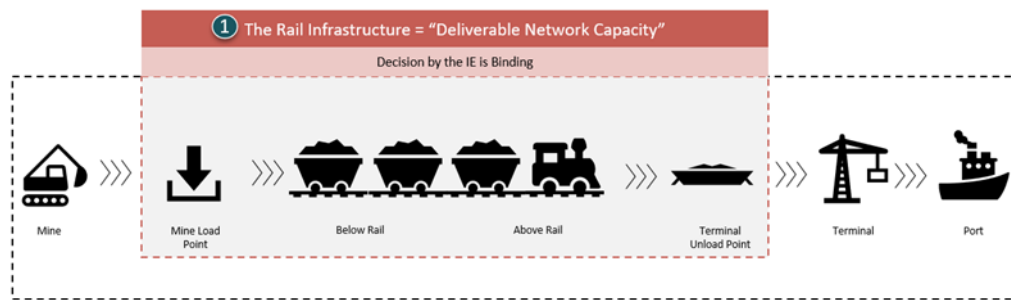 1 The Rail Infrastructure = “Deliverable Network Capacity”
Decision by the IE is Binding
Mine
Mine Load
Point
Below Rail
Above Rail
Terminal
Unload Point
Terminal
Port